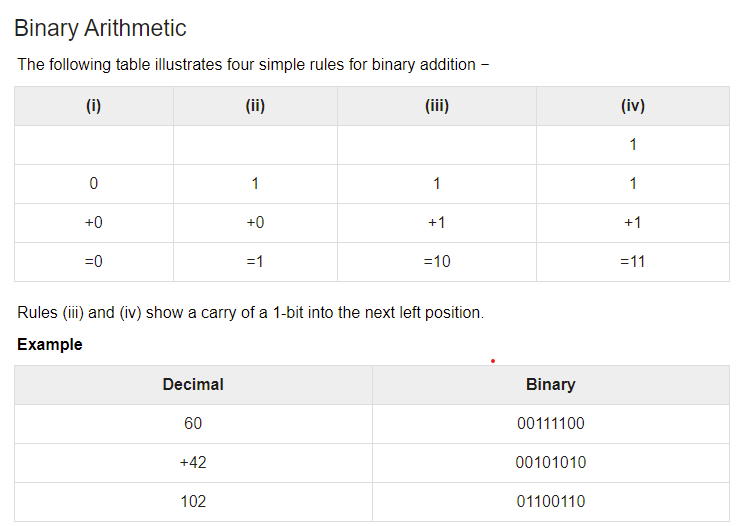 Binary Arithmetic
The following table illustrates four simple rules for binary addition −
(i) (ii) (iii) (iv)
1
0 1 1 1
+0 +0 +1 +1
=0 =1 =10 =11
Rules (iii) and (iv) show a carry of a 1-bit into the next left position.
Example
Decimal Binary
60 00111100
+42 00101010
102 01100110